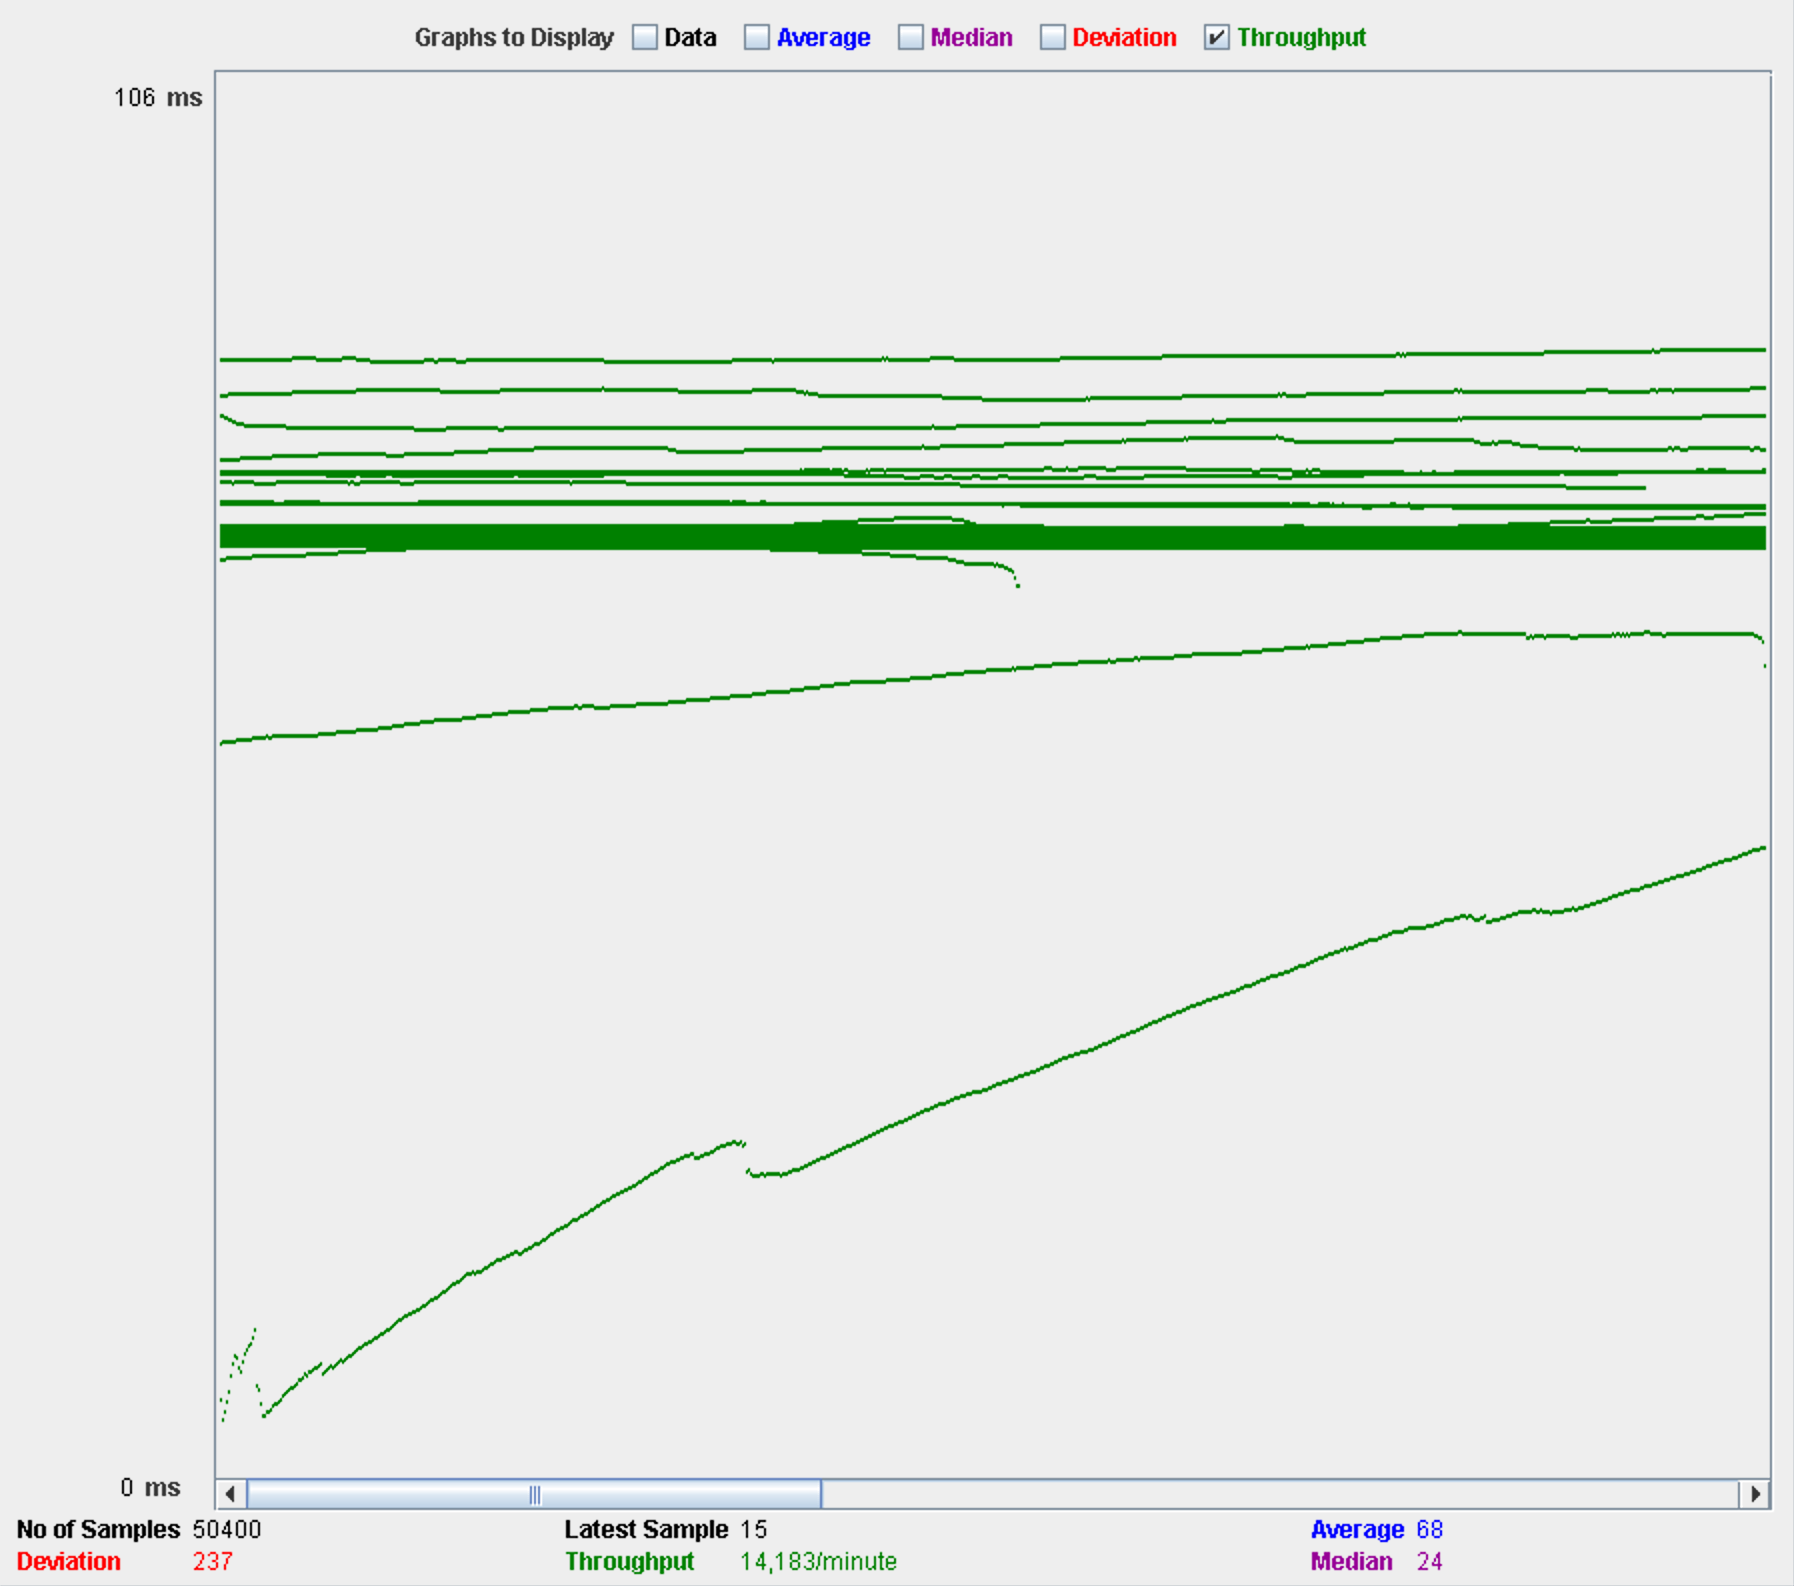 Graphs to Display Data Average Median Deviation Throughput
106 ms
0 ms
No of Samples 50400 Latest Sample 15 Average 68
Deviation 237 Throughput 14,183/minute Median 24